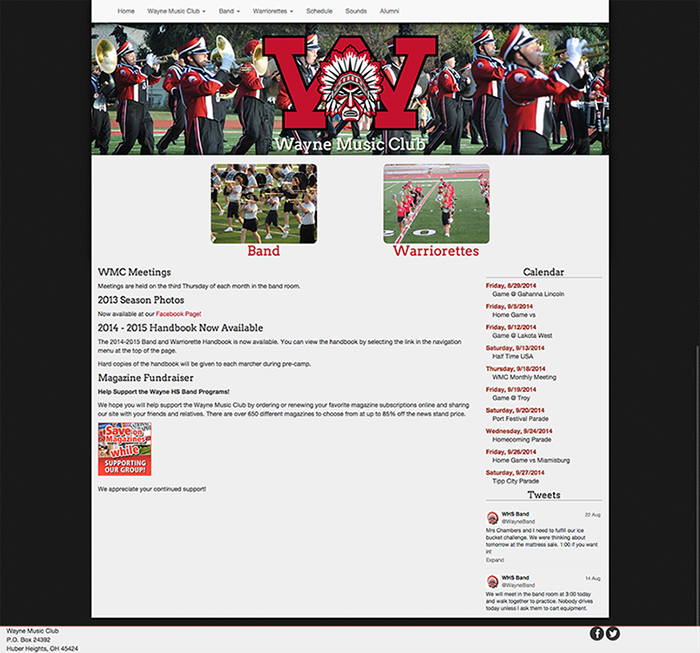 Home Wayne Music Club Band Warriorettes Schedule Sounds Alumni
W
Wayne Music Club
Band
Warriorettes
WMC Meetings
Meetings are held on the third Thursday of each month in the band room.
2013 Season Photos
Now available at our Facebook Page!
2014 - 2015 Handbook Now Available
The 2014-2015 Band and Warriorette Handbook is now available. You can view the handbook by selecting the link in the navigation
menu at the top of the page.
Hard copies of the handbook will be given to each marcher during pre-camp.
Magazine Fundraiser
Help Support the Wayne HS Band Programs!
We hope you will help support the Wayne Music Club by ordering or renewing your favorite magazine subscriptions online and sharing
our site with your friends and relatives. There are over 650 different magazines to choose from at up to 85% off the news stand price.
Save on
Magazines
while
SUPPORTING
OUR GROUP!
We appreciate your continued support!
Calendar
Friday, 8/29/2014
Game @ Gahanna Lincoln
Friday, 9/5/2014
Home Game vs
Friday, 9/12/2014
Game @ Lakota West
Saturday, 9/13/2014
Half Time USA
Thursday, 9/18/2014
WMC Monthly Meeting
Friday, 9/19/2014
Game @ Troy
Saturday, 9/20/2014
Port Festival Parade
Wednesday, 9/24/2014
Homecoming Parade
Friday, 9/26/2014
Home Game vs Miamisburg
Saturday, 9/27/2014
Tipp City Parade
Tweets
WHS Band 22 Aug
@WayneBand
Mrs Chambers and I need to fulfill our ice
bucket challenge. We were thinking about
tomorrow at the mattress sale. 1:00 if you want
in!
Expand
WHS Band 14 Aug
@WayneBand
We will meet in the band room at 3:00 today
and walk together to practice. Nobody drives
today unless I ask them to cart equipment.
Wayne Music Club
P.O. Box 24392
Huber Heights, OH 45424